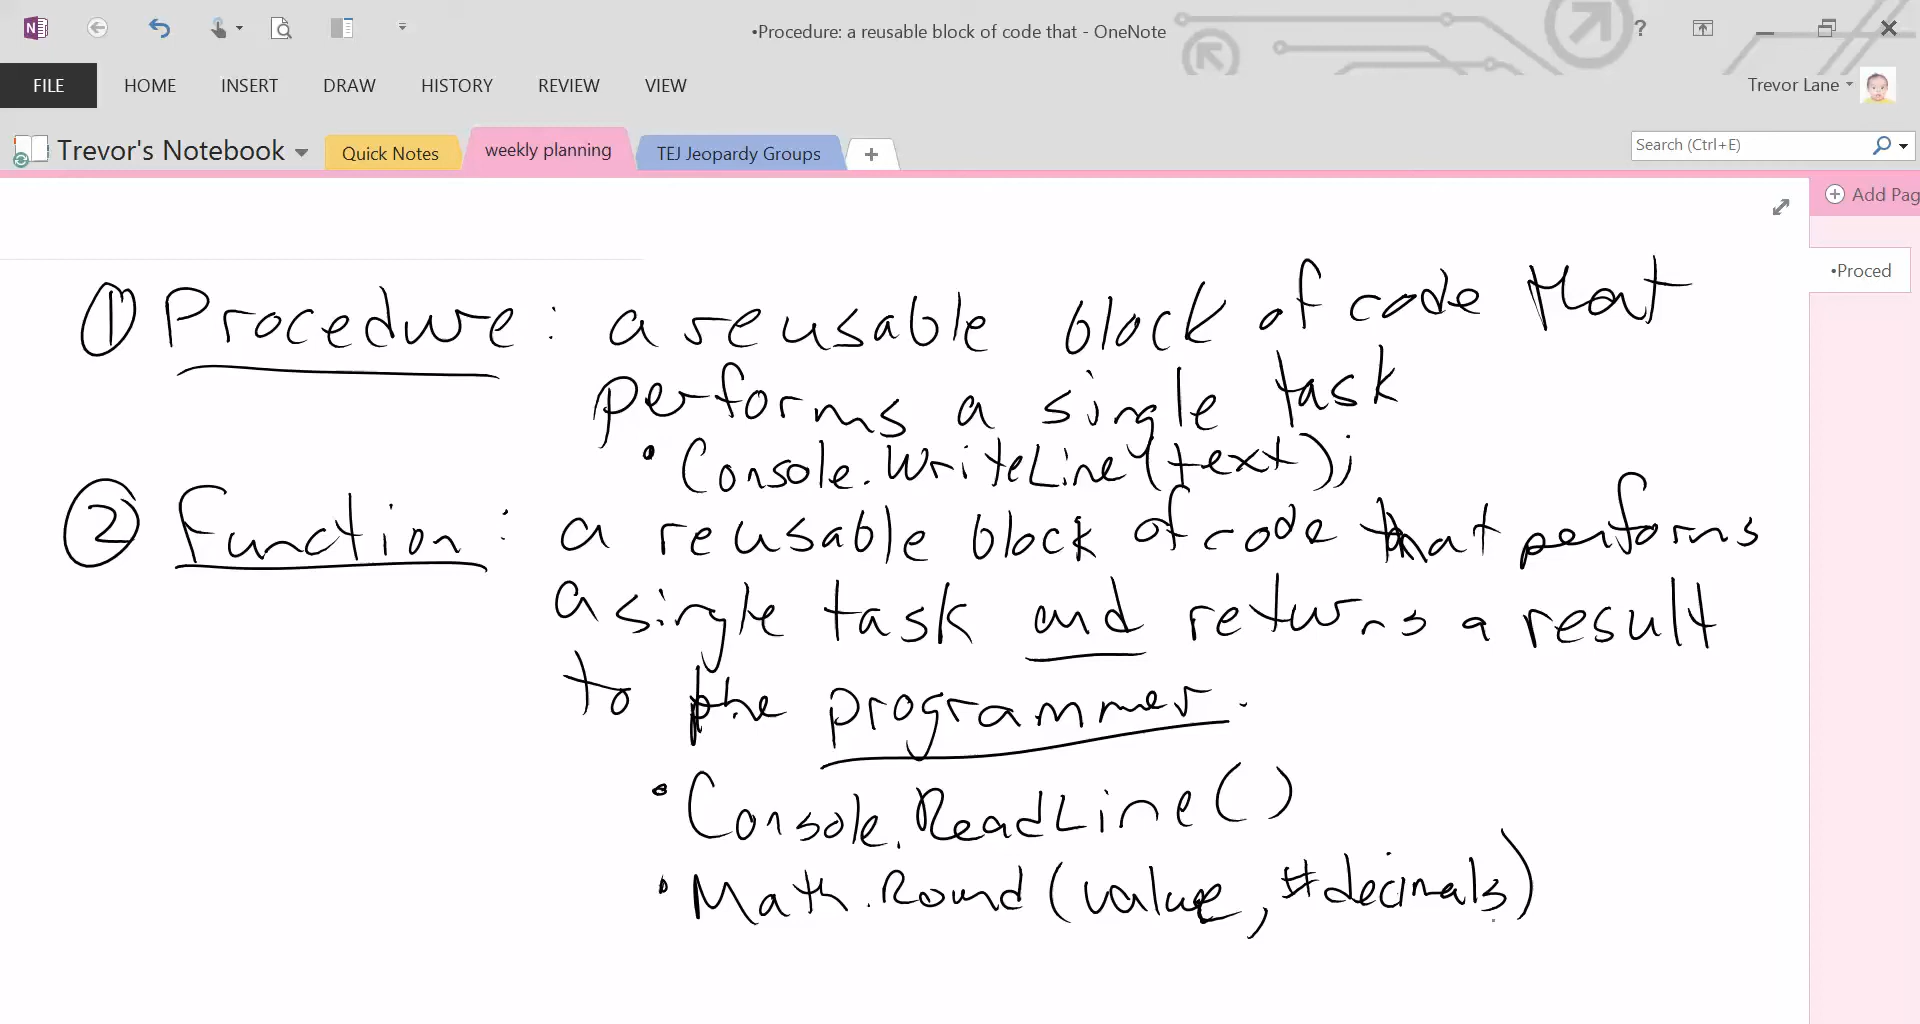 •Procedure: a reusable block of code that - OneNote
?
FILE HOME INSERT DRAW HISTORY REVIEW VIEW
Trevor Lane
Trevor's Notebook
Quick Notes
weekly planning
TEJ Jeopardy Groups
Search (Ctrl+E)
Add Pag
•Proced
① Procedure: a reusable block of code that
performs a single task
• Console.WriteLine(text);
② Function: a reusable block of code that performs
a single task and returns a result
to the programmer.
• Console.ReadLine()
• Math.Round(value, #decimals)